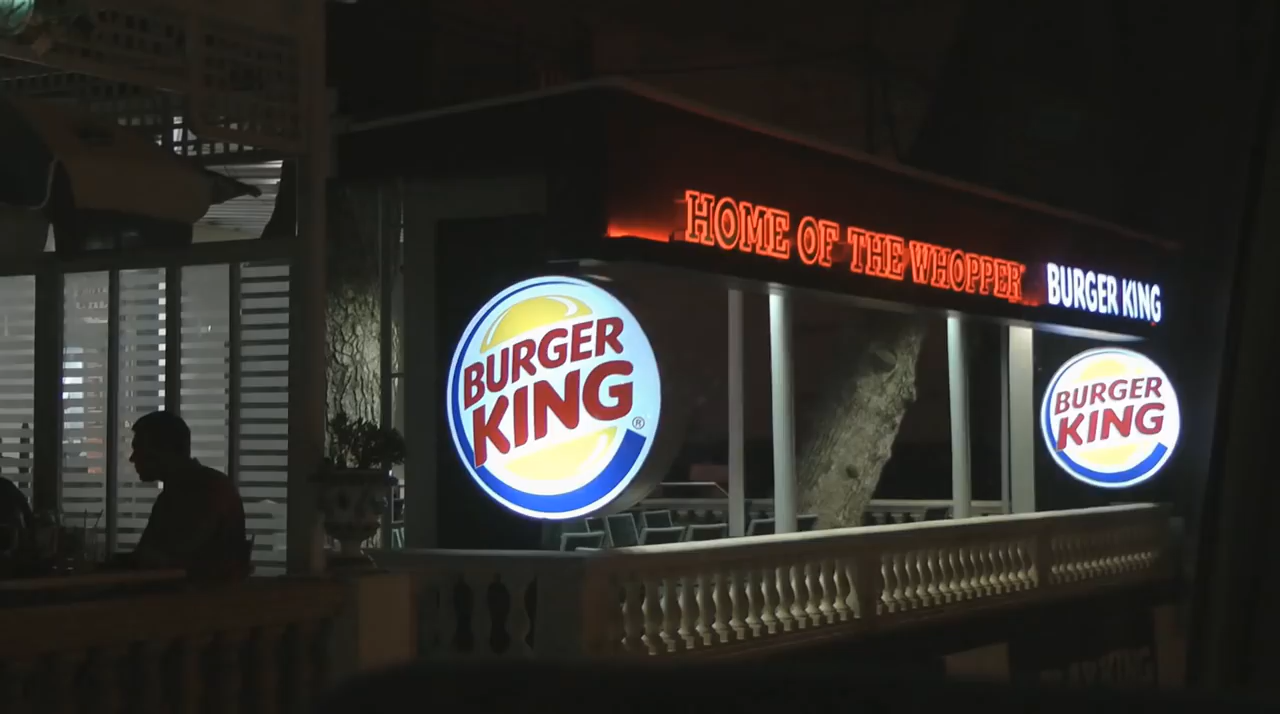 HOME OF THE WHOPPER
BURGER KING
BURGER
KING
®
BURGER
KING